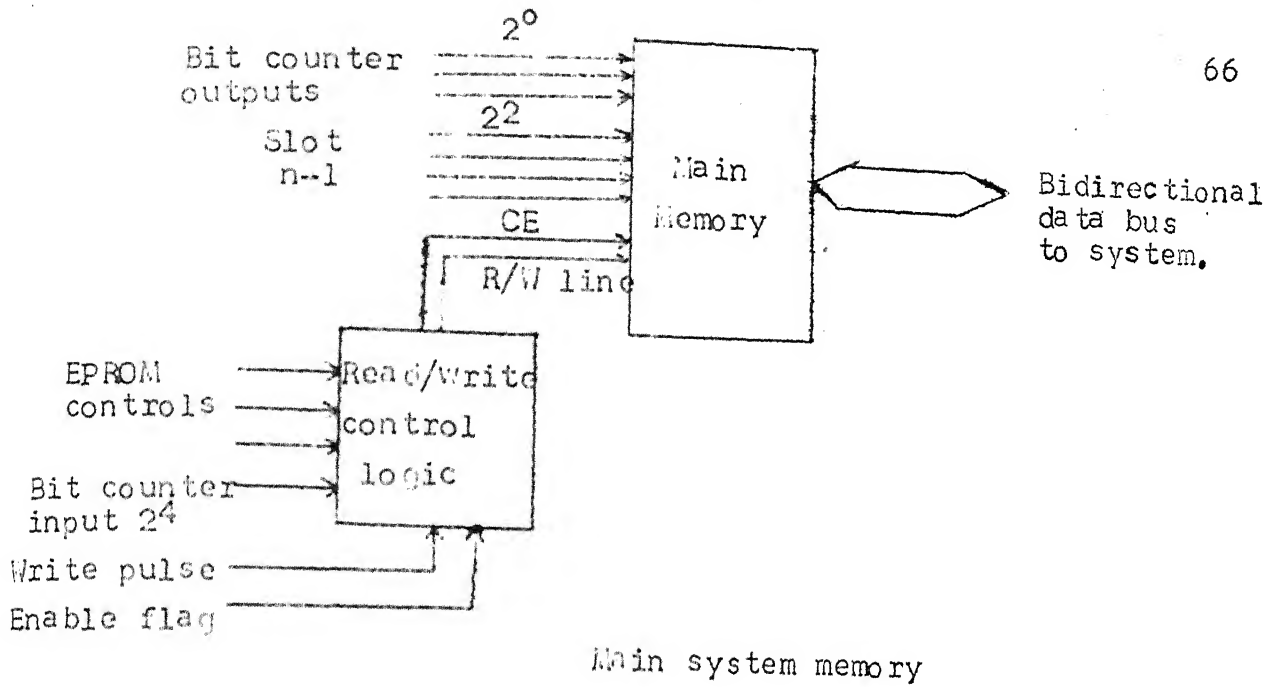 66
2⁰
Bit counter
outputs
2²
Slot
n-1
CE
R/W line
Main
Memory
Bidirectional
data bus
to system.
EPROM
controls
Read/Write
control
logic
Bit counter
input 2⁴
Write pulse
Enable flag
Main system memory